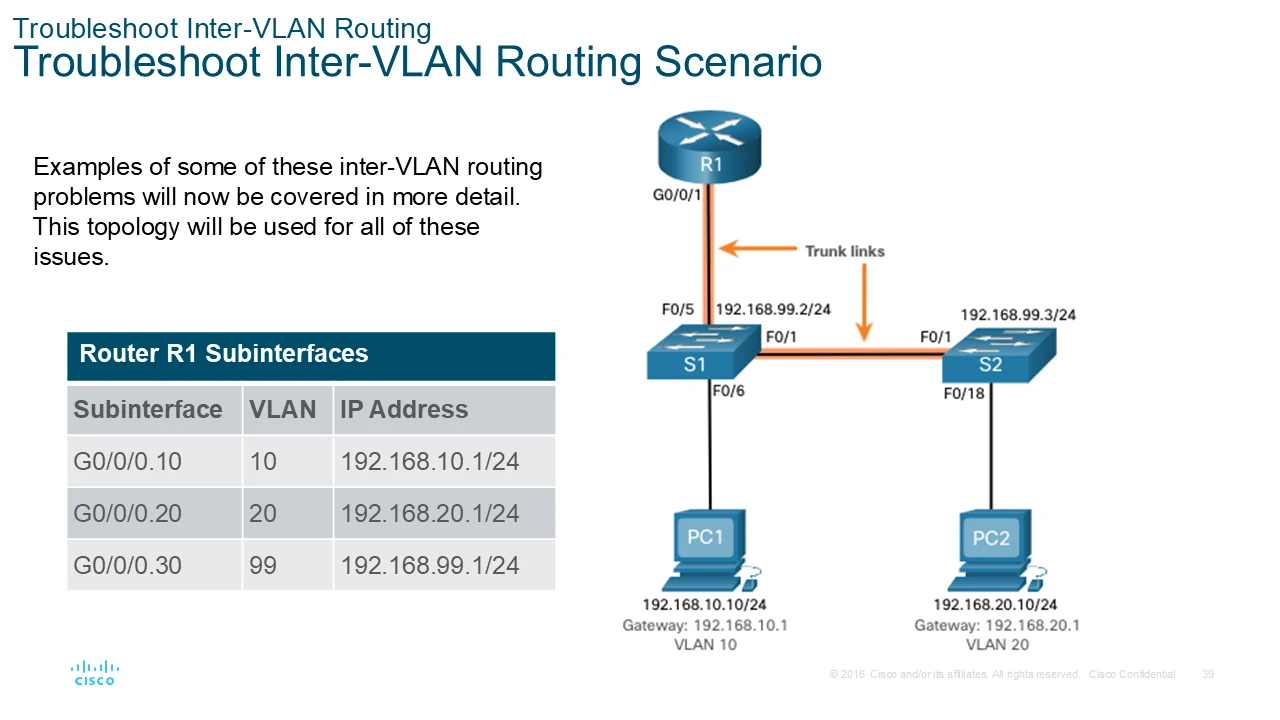 Troubleshoot Inter-VLAN Routing
Troubleshoot Inter-VLAN Routing Scenario
Examples of some of these inter-VLAN routing
problems will now be covered in more detail.
This topology will be used for all of these
issues.
Router R1 Subinterfaces
Subinterface VLAN IP Address
G0/0/0.10 10 192.168.10.1/24
G0/0/0.20 20 192.168.20.1/24
G0/0/0.30 99 192.168.99.1/24
R1
G0/0/1
Trunk links
F0/5 192.168.99.2/24
192.168.99.3/24
F0/1 F0/1
S1 S2
F0/6 F0/18
PC1 PC2
192.168.10.10/24 192.168.20.10/24
Gateway: 192.168.10.1 Gateway: 192.168.20.1
VLAN 10 VLAN 20
CISCO
© 2016 Cisco and/or its affiliates. All rights reserved. Cisco Confidential 39